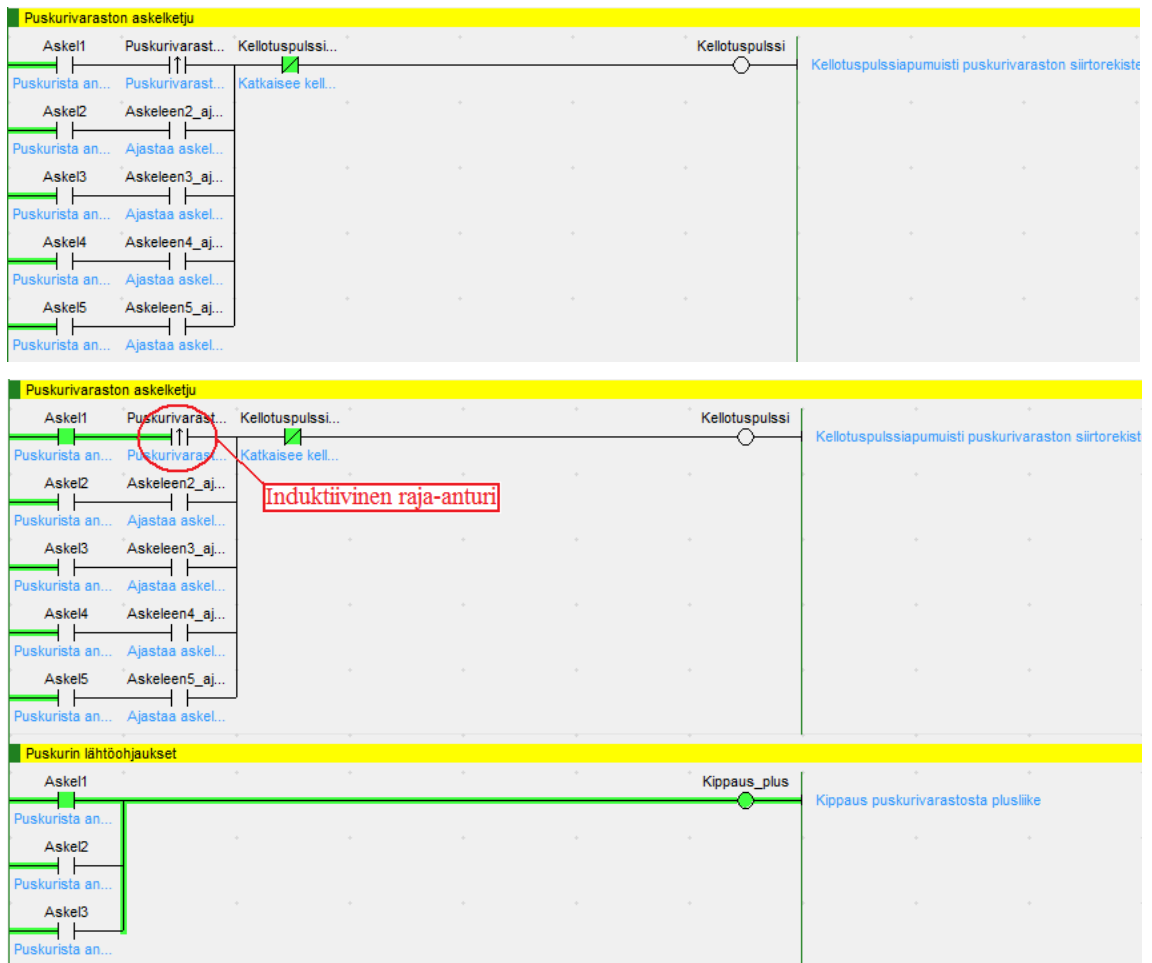 Puskurivaraston askelketju
Askel1 Puskurivarast... Kellotuspulssi... Kellotuspulssi
Kellotuspulssiapumuisti puskurivaraston siirtorekiste
Puskurista an... Puskurivarast... Katkaisee kell...
Askel2 Askeleen2_aj...
Puskurista an... Ajastaa askel...
Askel3 Askeleen3_aj...
Puskurista an... Ajastaa askel...
Askel4 Askeleen4_aj...
Puskurista an... Ajastaa askel...
Askel5 Askeleen5_aj...
Puskurista an... Ajastaa askel...
Puskurivaraston askelketju
Askel1 Puskurivarast... Kellotuspulssi... Kellotuspulssi
Kellotuspulssiapumuisti puskurivaraston siirtorekist
Puskurista an... Puskurivarast... Katkaisee kell...
Askel2 Askeleen2_aj...
Induktiivinen raja-anturi
Puskurista an... Ajastaa askel...
Askel3 Askeleen3_aj...
Puskurista an... Ajastaa askel...
Askel4 Askeleen4_aj...
Puskurista an... Ajastaa askel...
Askel5 Askeleen5_aj...
Puskurista an... Ajastaa askel...
Puskurin lähtöohjaukset
Askel1 Kippaus_plus
Kippaus puskurivarastosta plusliike
Puskurista an...
Askel2
Puskurista an...
Askel3
Puskurista an...